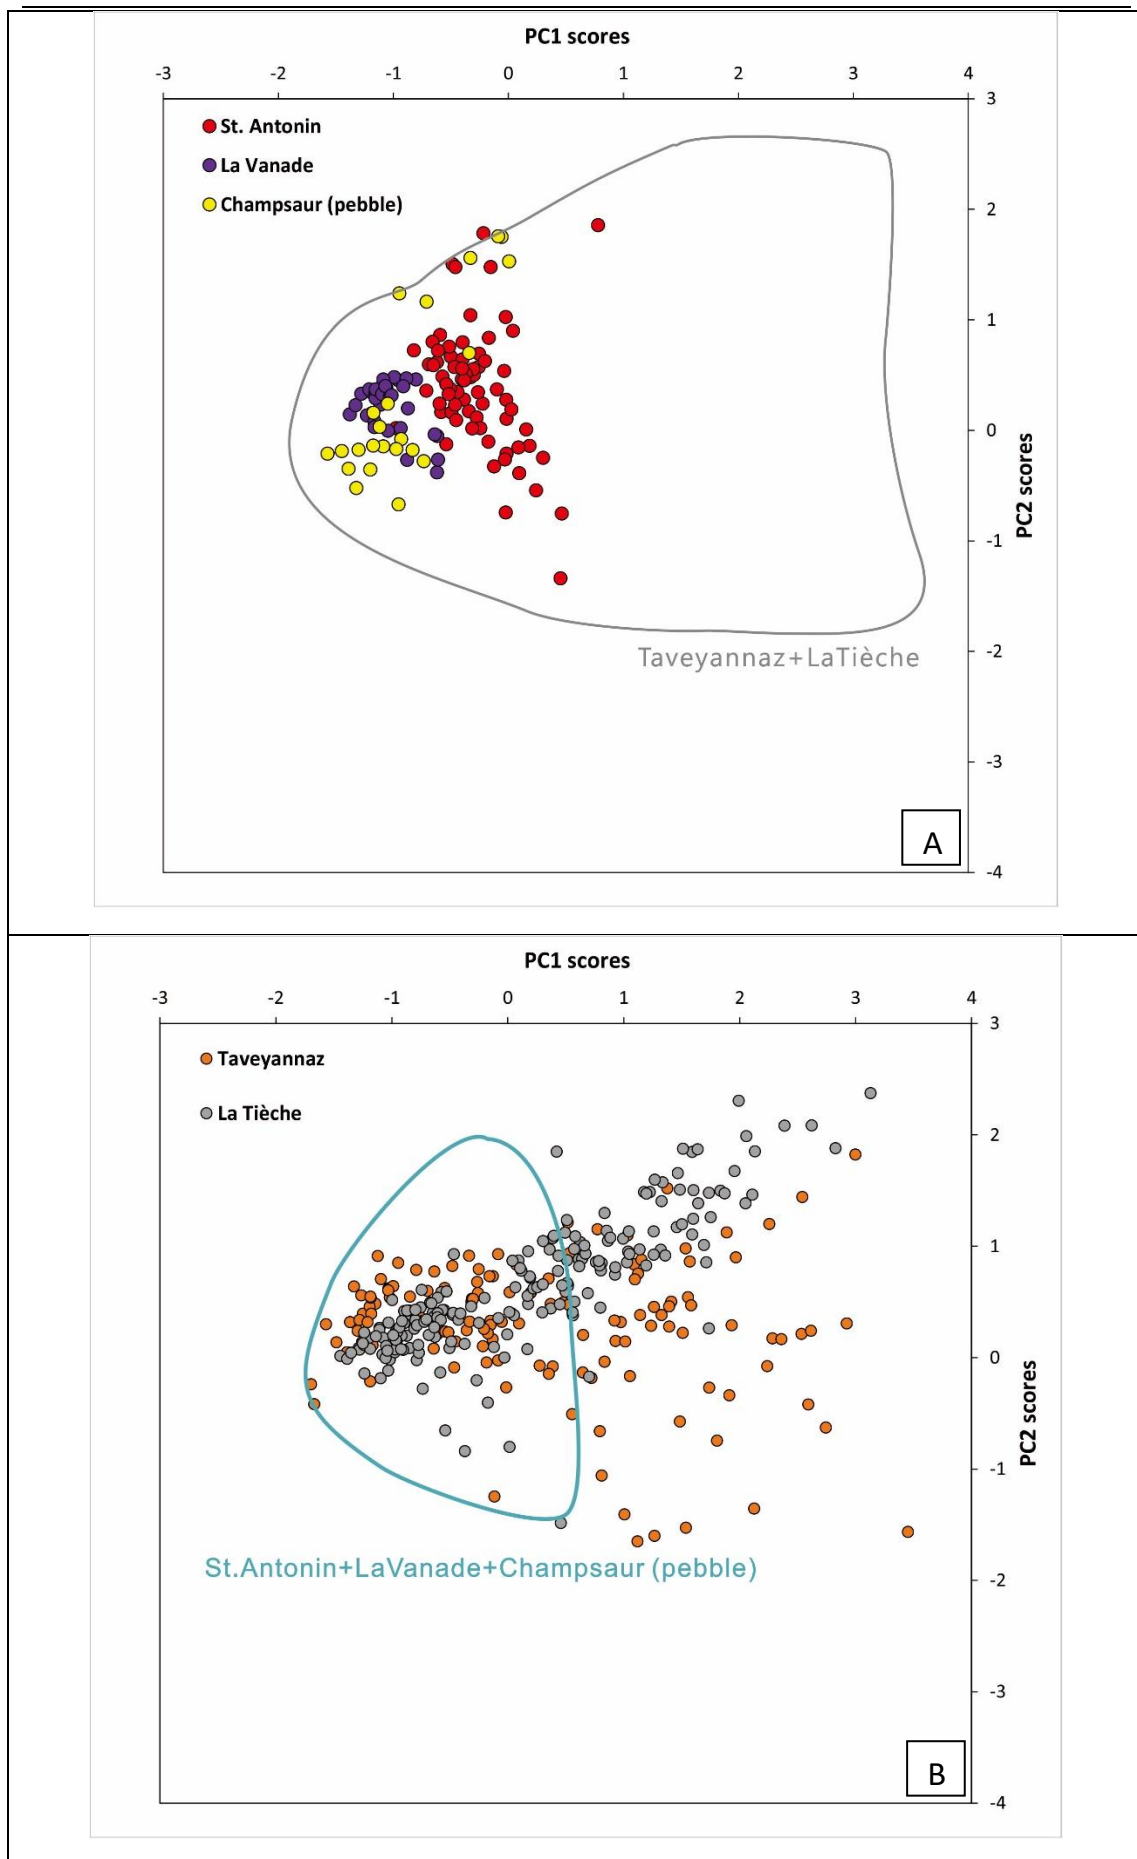 PC1 scores
-3 -2 -1 0 1 2 3 4
3
St. Antonin
La Vanade
Champsaur (pebble)
2
1
0
-1
PC2 scores
-2
Taveyannaz+LaTièche
-3
A
-4
PC1 scores
-3 -2 -1 0 1 2 3 4
3
Taveyannaz
La Tièche
2
1
0
PC2 scores
-1
St.Antonin+LaVanade+Champsaur (pebble)
-2
-3
B
-4